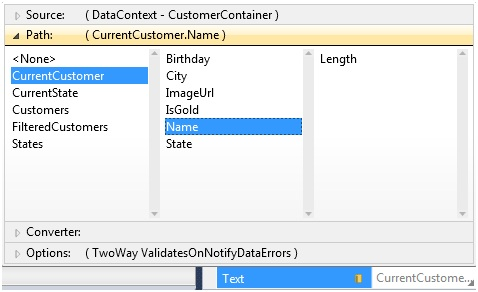 Source: ( DataContext - CustomerContainer )
Path: ( CurrentCustomer.Name )
<None> Birthday Length
CurrentCustomer City
CurrentState ImageUrl
Customers IsGold
FilteredCustomers Name
States State
Converter:
Options: ( TwoWay ValidatesOnNotifyDataErrors )
Text CurrentCustome...